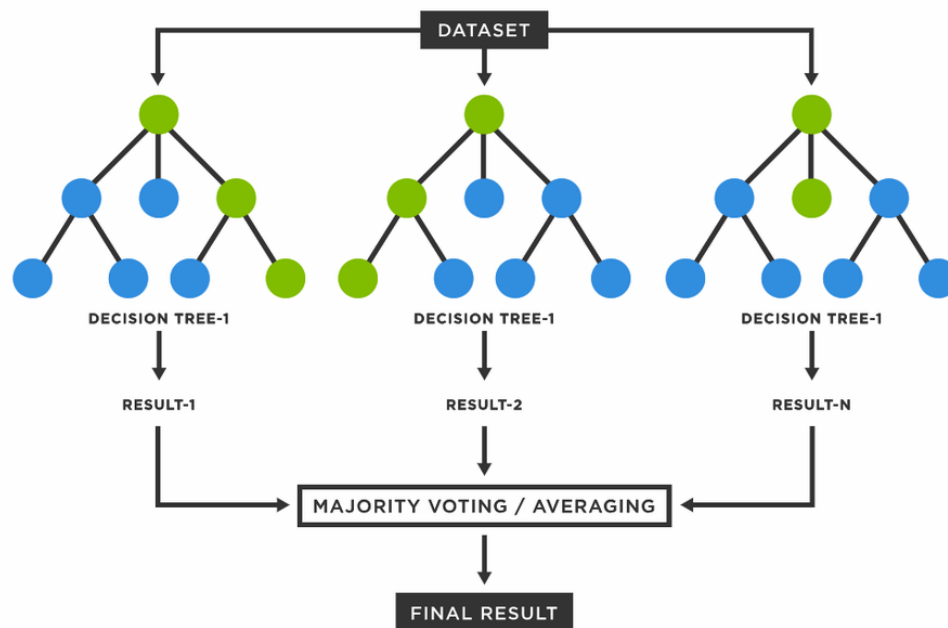 DATASET
DECISION TREE-1
DECISION TREE-1
DECISION TREE-1
RESULT-1
RESULT-2
RESULT-N
MAJORITY VOTING / AVERAGING
FINAL RESULT